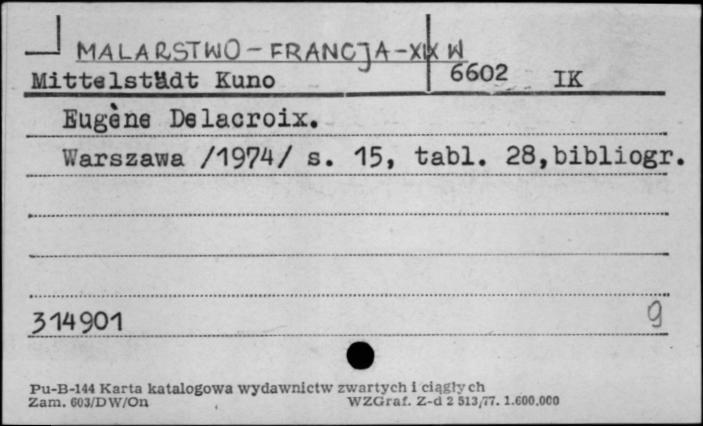 MALARSTWO - FRANCJA - XIX W
Mittelstädt Kuno 6602 IK
Eugène Delacroix.
Warszawa /1974/ s. 15, tabl. 28, bibliogr.
314901 9
Pu-B-144 Karta katalogowa wydawnictw zwartych i ciągłych
Zam. 603/DW/On WZGraf. Z-d 2 513/77. 1.600.000